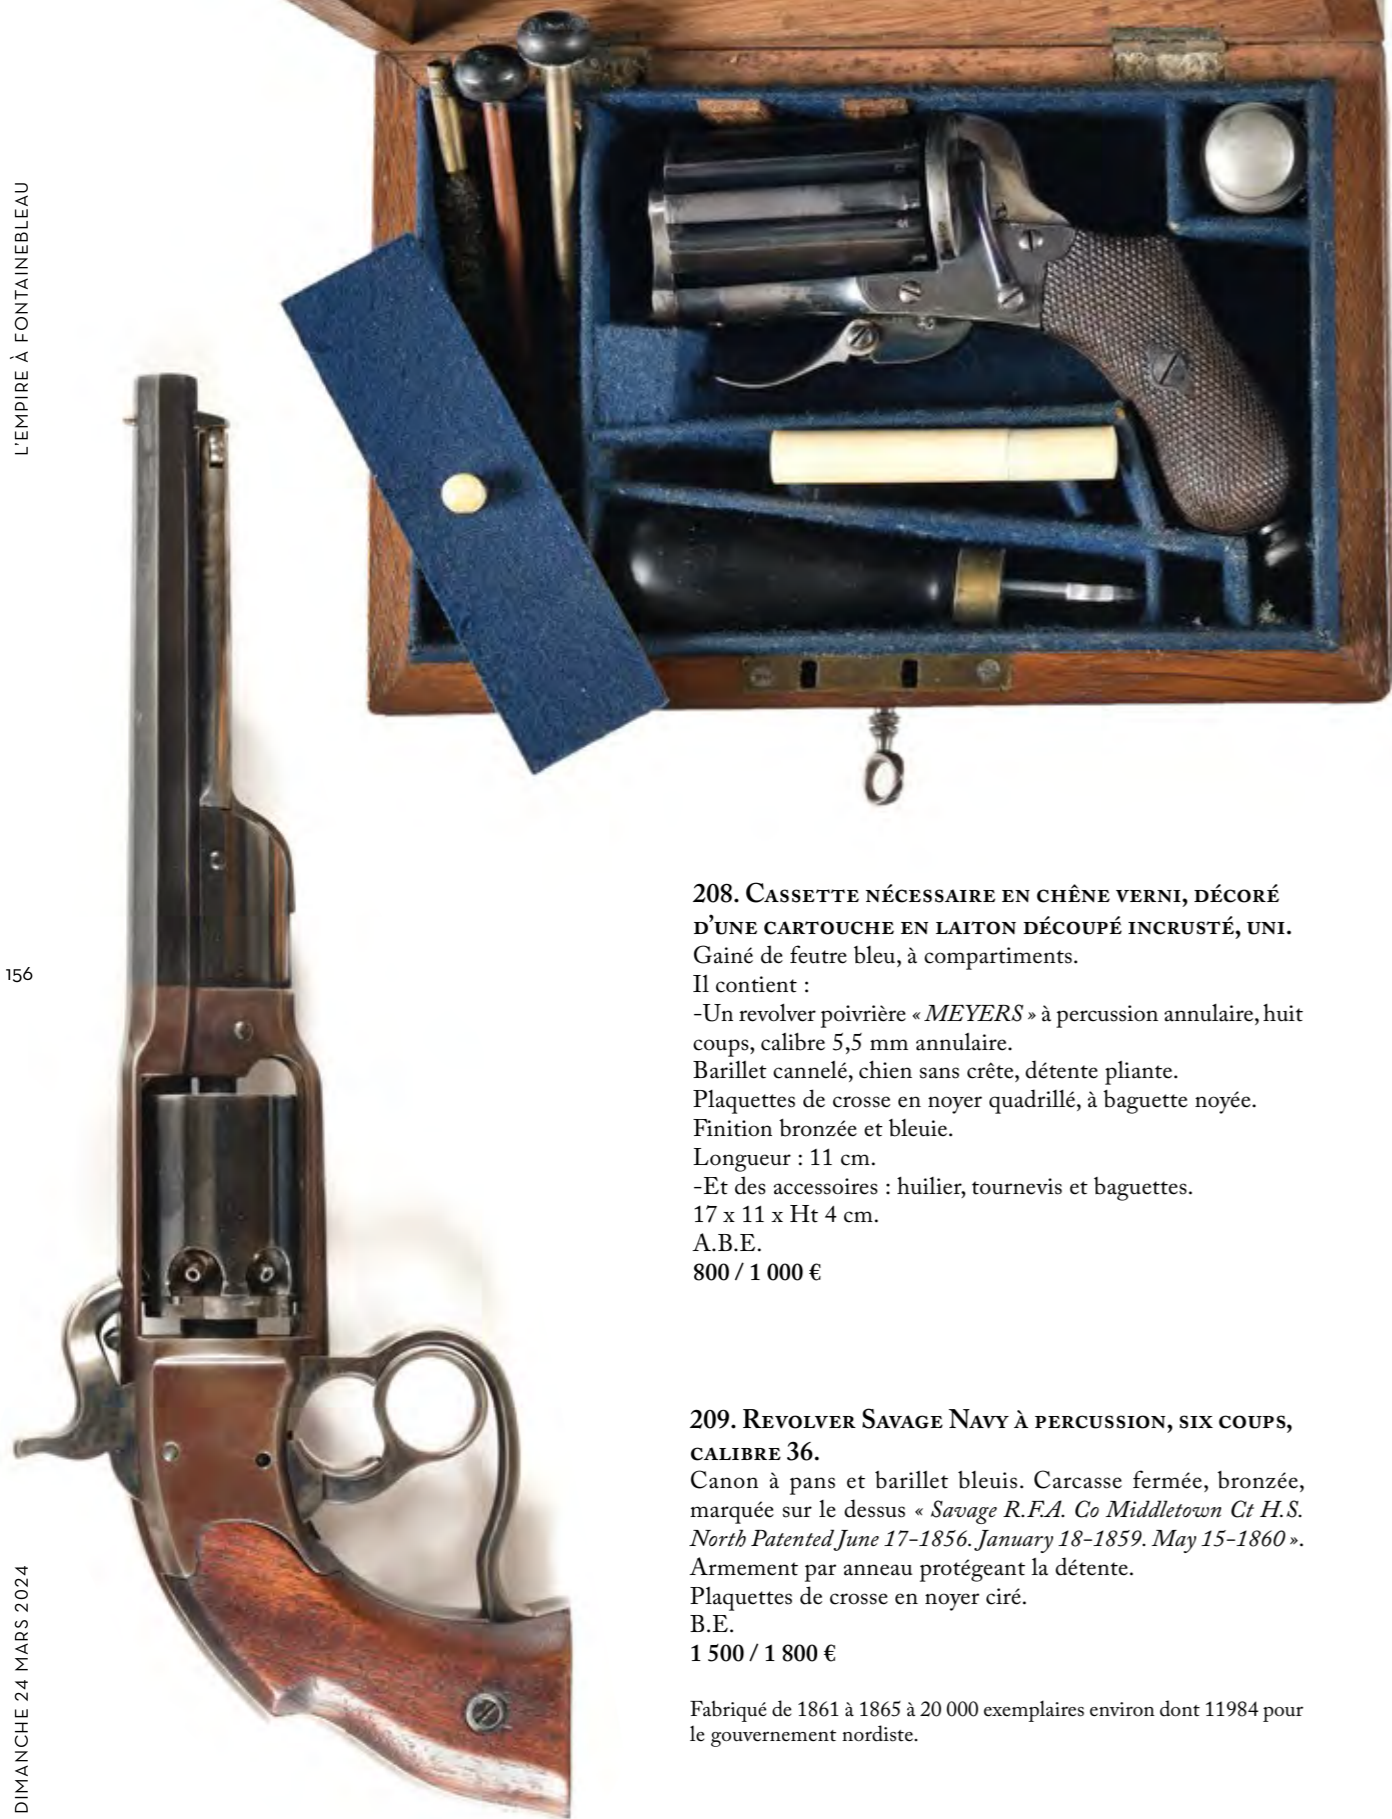 L'EMPIRE À FONTAINEBLEAU
156
DIMANCHE 24 MARS 2024
208. CASSETTE NÉCESSAIRE EN CHÊNE VERNI, DÉCORÉ
D'UNE CARTOUCHE EN LAITON DÉCOUPÉ INCRUSTÉ, UNI.
Gainé de feutre bleu, à compartiments.
Il contient :
-Un revolver poivrière « MEYERS » à percussion annulaire, huit
coups, calibre 5,5 mm annulaire.
Barillet cannelé, chien sans crête, détente pliante.
Plaquettes de crosse en noyer quadrillé, à baguette noyée.
Finition bronzée et bleuie.
Longueur : 11 cm.
-Et des accessoires : huilier, tournevis et baguettes.
17 x 11 x Ht 4 cm.
A.B.E.
800 / 1 000 €
209. REVOLVER SAVAGE NAVY À PERCUSSION, SIX COUPS,
CALIBRE 36.
Canon à pans et barillet bleuis. Carcasse fermée, bronzée,
marquée sur le dessus « Savage R.F.A. Co Middletown Ct H.S.
North Patented June 17-1856. January 18-1859. May 15-1860 ».
Armement par anneau protégeant la détente.
Plaquettes de crosse en noyer ciré.
B.E.
1 500 / 1 800 €
Fabriqué de 1861 à 1865 à 20 000 exemplaires environ dont 11984 pour
le gouvernement nordiste.